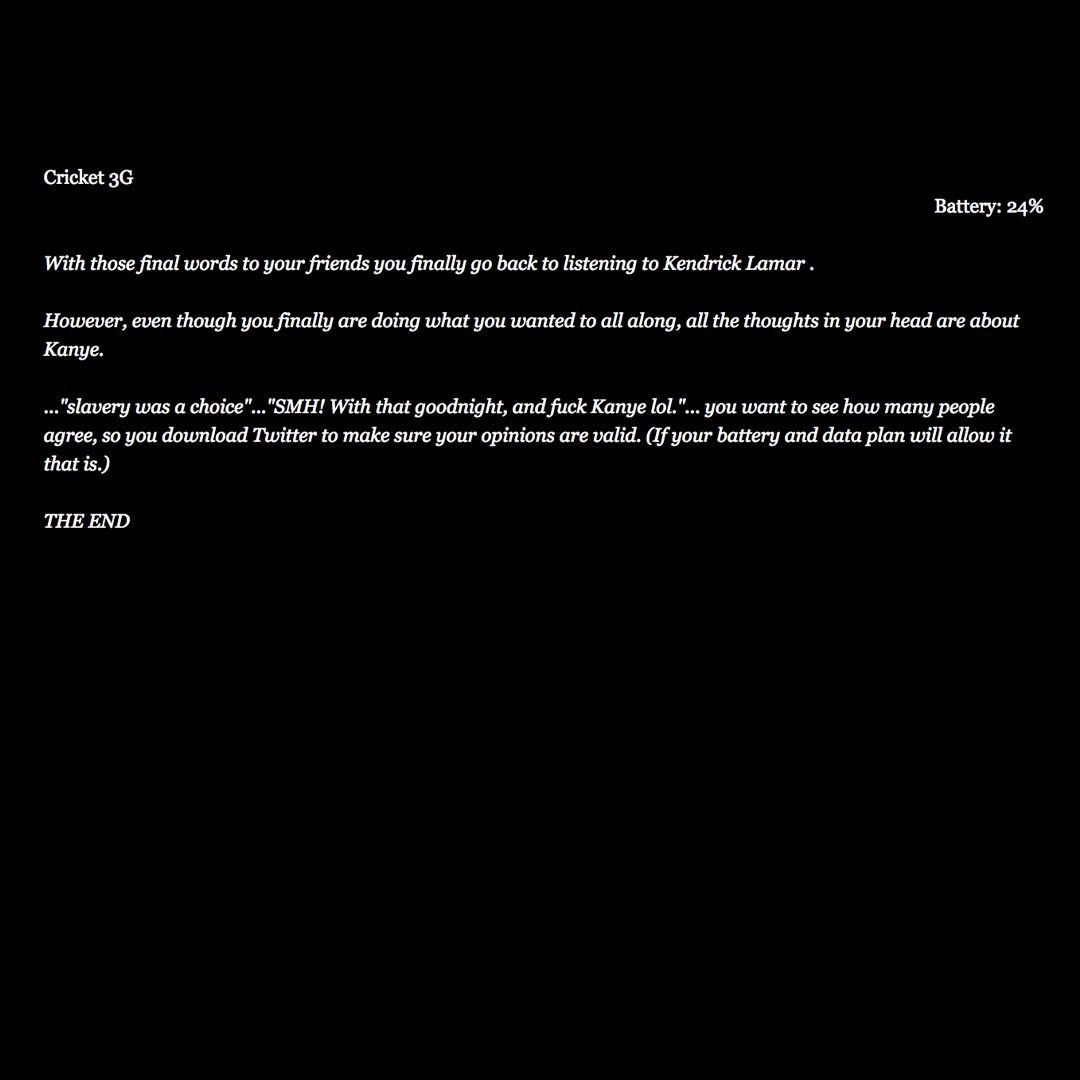 Cricket 3G
Battery: 24%
With those final words to your friends you finally go back to listening to Kendrick Lamar .
However, even though you finally are doing what you wanted to all along, all the thoughts in your head are about
Kanye.
..."slavery was a choice"..."SMH! With that goodnight, and fuck Kanye lol."... you want to see how many people
agree, so you download Twitter to make sure your opinions are valid. (If your battery and data plan will allow it
that is.)
THE END